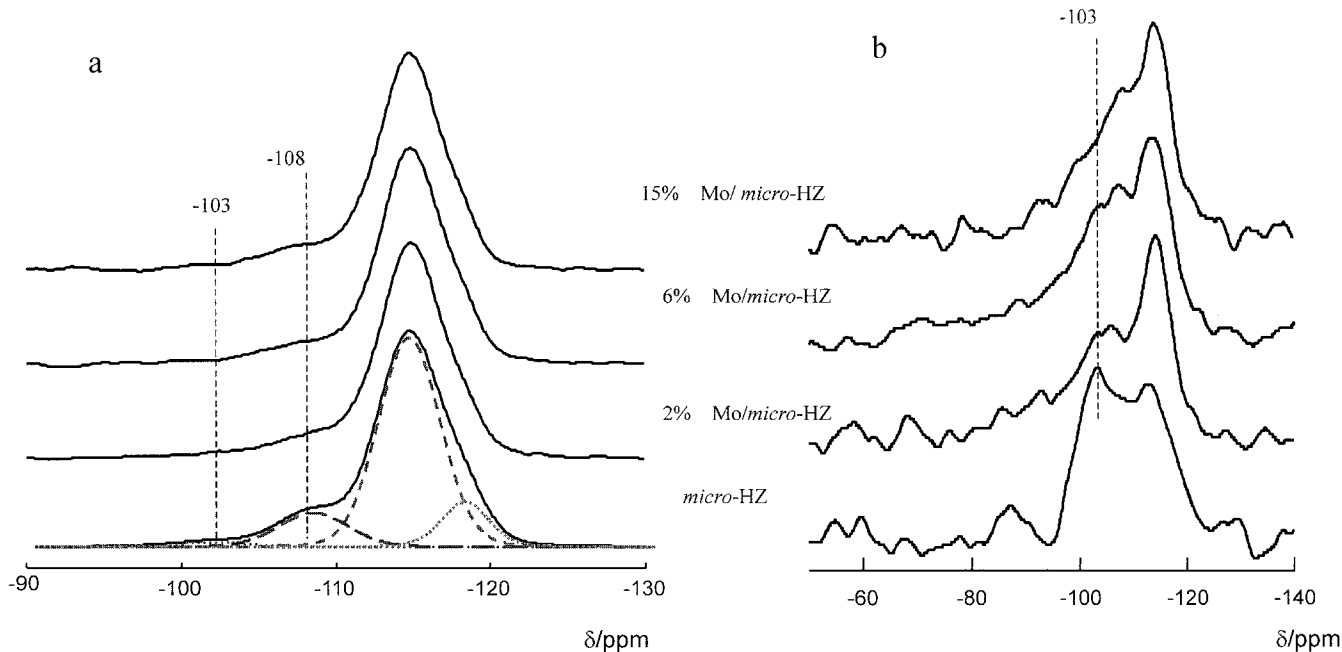 a
b
-103
-108
-103
15% Mo/ micro-HZ
6% Mo/micro-HZ
2% Mo/micro-HZ
micro-HZ
-90 -100 -110 -120 -130
δ/ppm
-60 -80 -100 -120 -140
δ/ppm